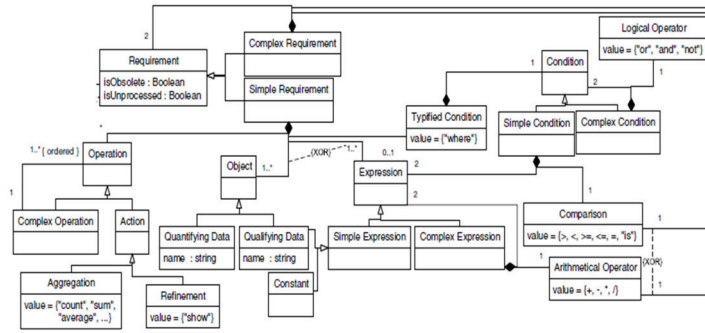 Logical Operator
value = {"or", "and", "not"}
2
Complex Requirement
Requirement
isObsolete : Boolean
isUnprocessed : Boolean
Simple Requirement
1
Condition
2
1
Typified Condition
value = {"where"}
Simple Condition
Complex Condition
*
1..* { ordered }
Operation
Object
1..*
{XOR}
1..*
0..1
Expression
2
2
1
1
Complex Operation
Action
Quantifying Data
name : string
Qualifying Data
name : string
Simple Expression
Complex Expression
Comparison
value = {>, <, >=, <=, =, "is"}
1
{XOR}
Constant
1
Arithmetical Operator
value = {+, -, *, /}
1
Aggregation
value = {"count", "sum",
"average", ...}
Refinement
value = {"show"}